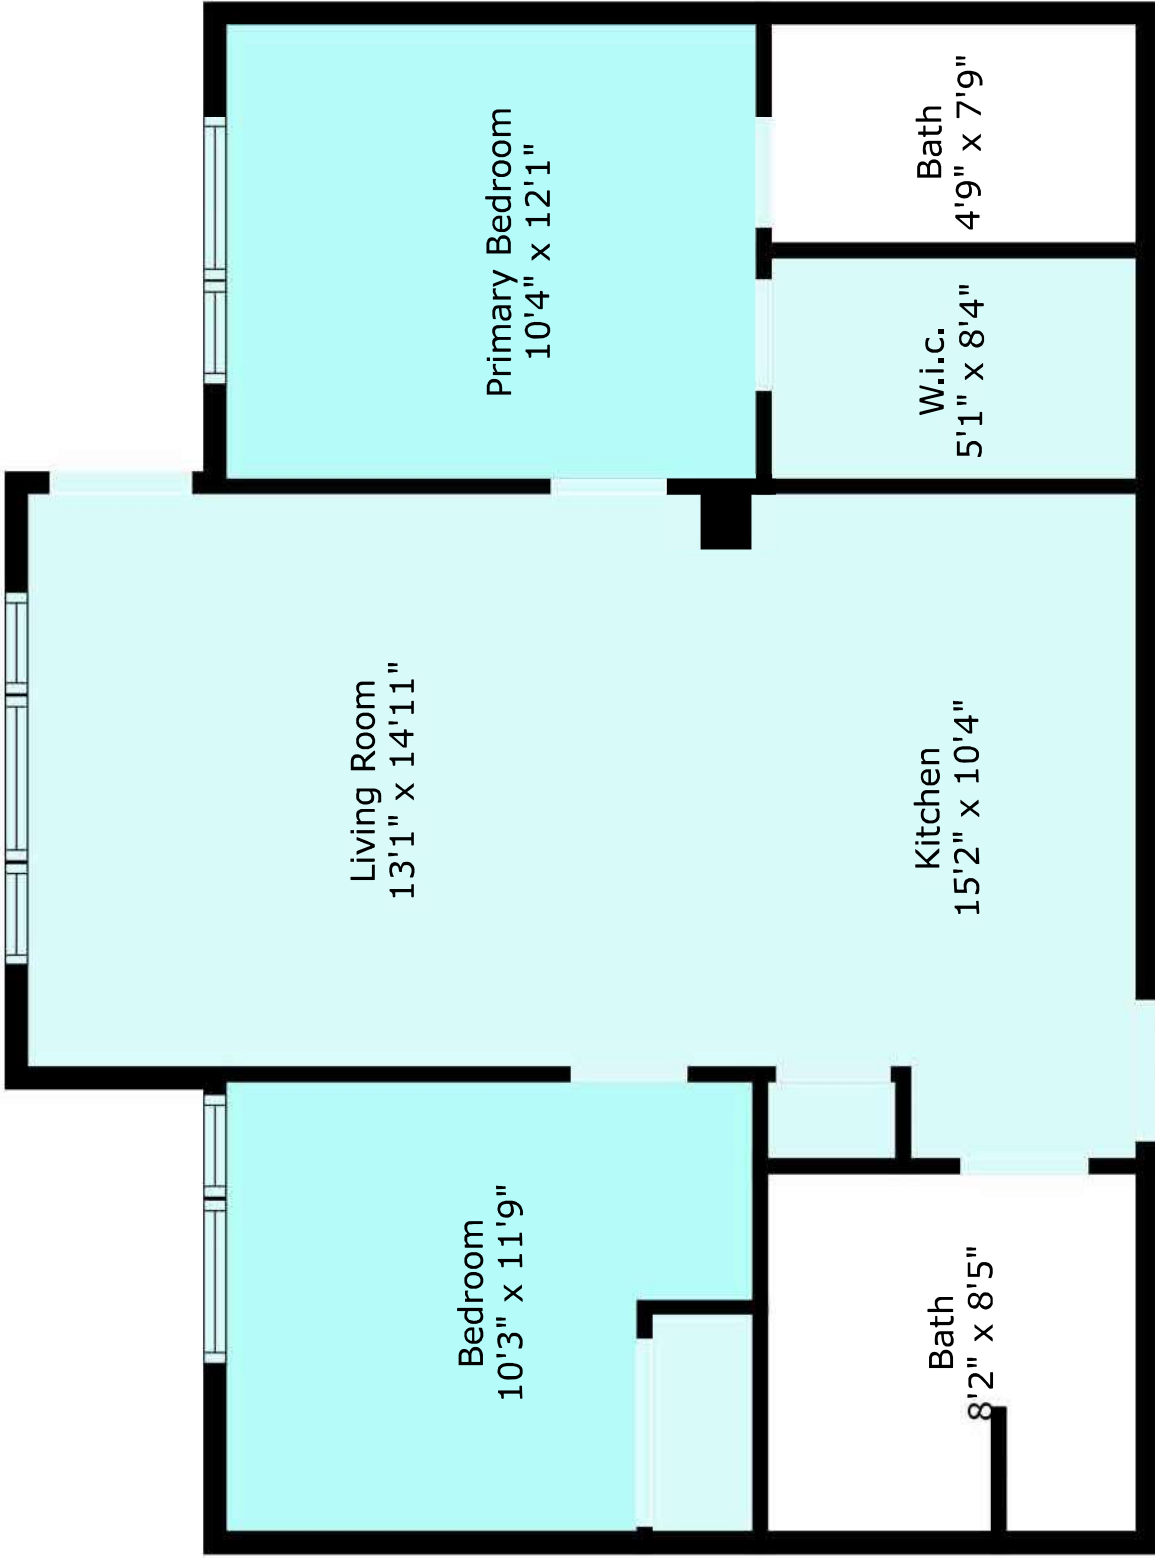 Primary Bedroom
10'4" x 12'1"
Bath
4'9" x 7'9"
W.i.c.
5'1" x 8'4"
Living Room
13'1" x 14'11"
Kitchen
15'2" x 10'4"
Bedroom
10'3" x 11'9"
Bath
8'2" x 8'5"